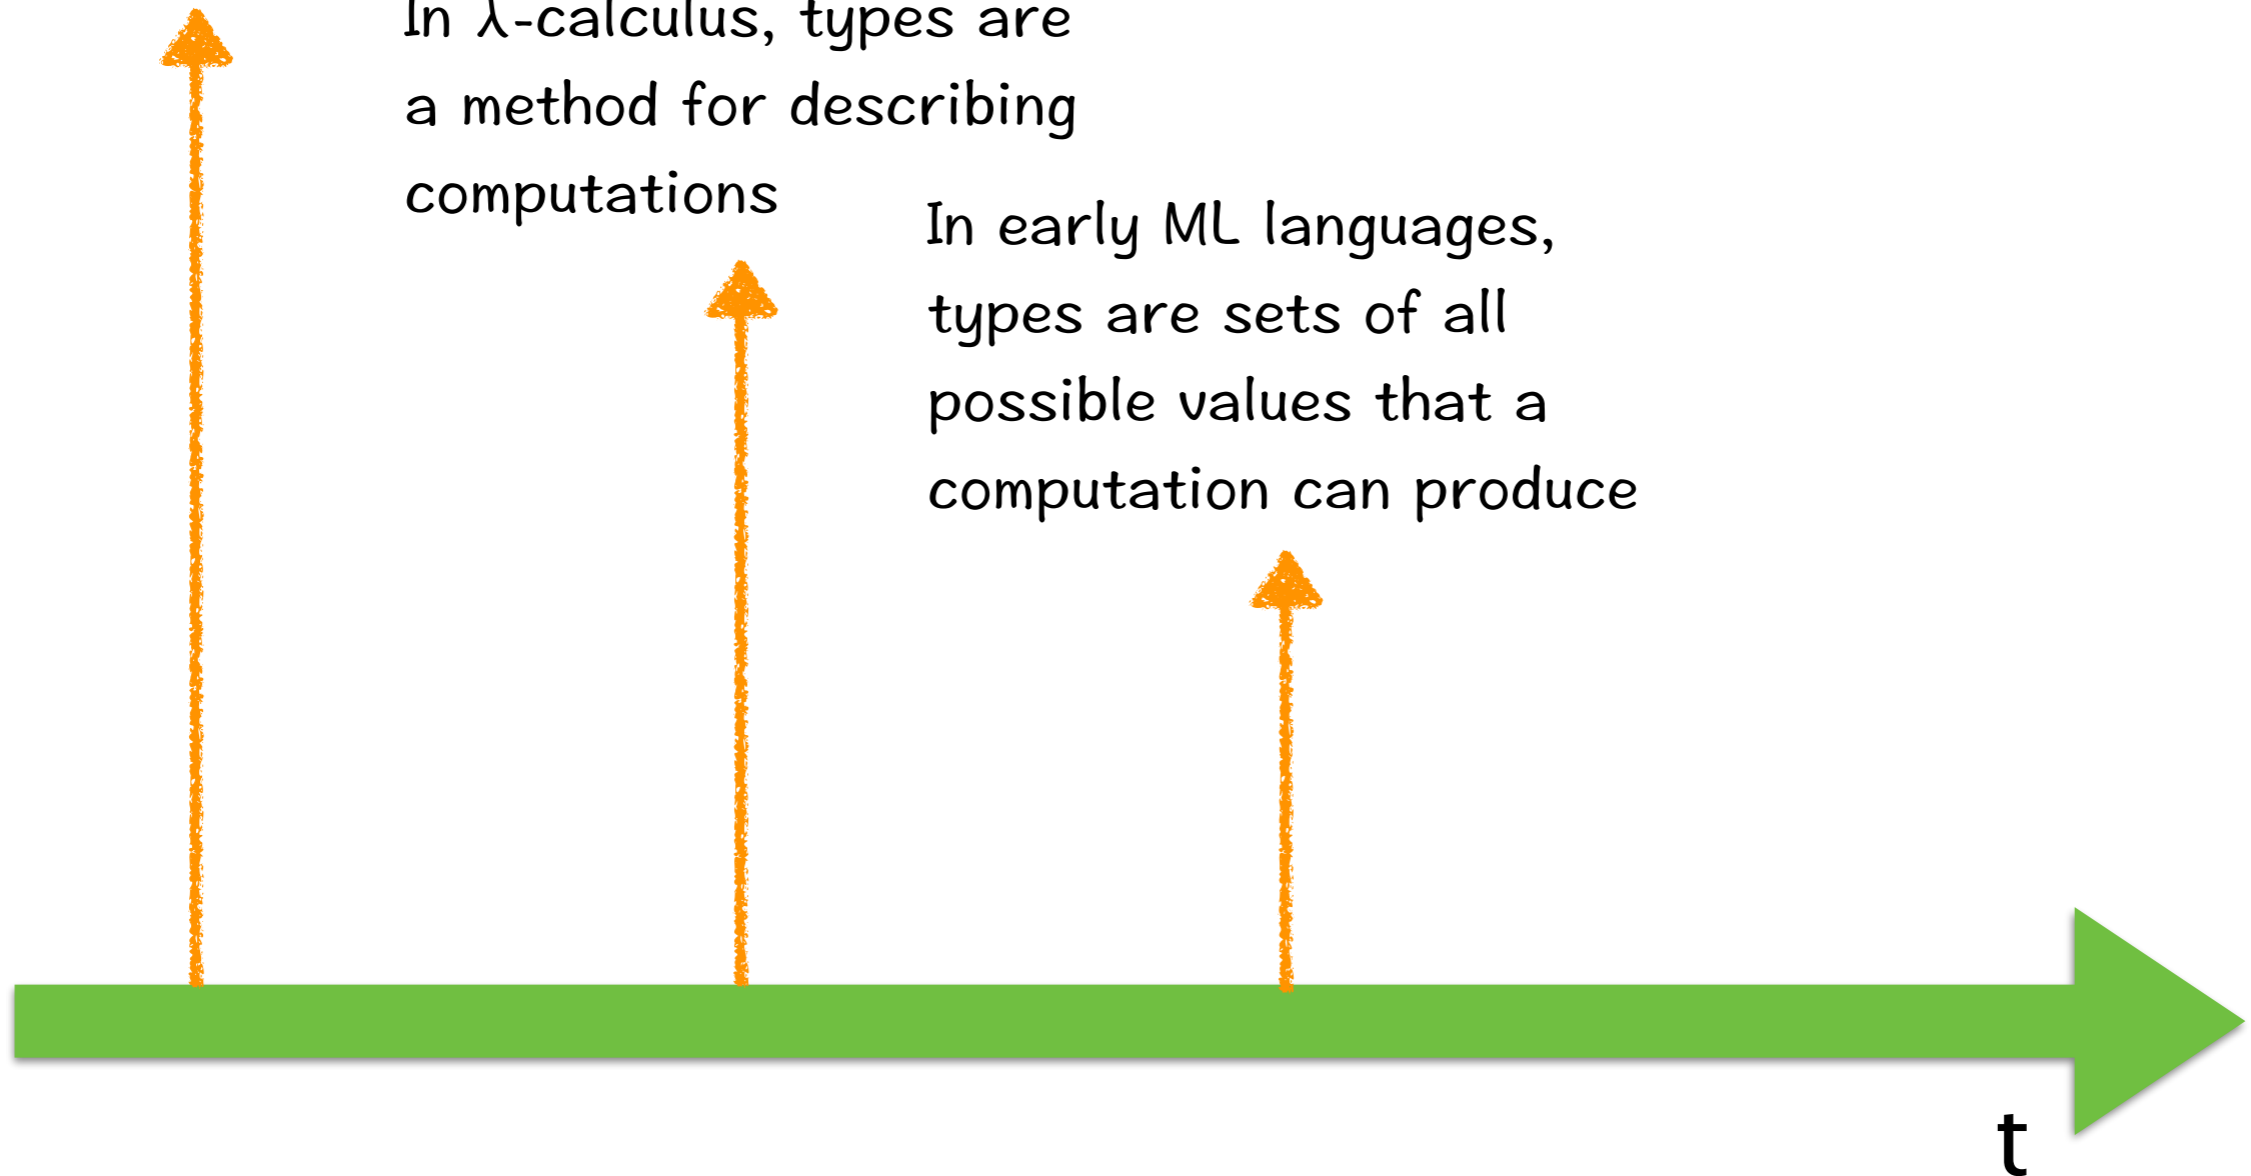 In λ-calculus, types are
a method for describing
computations
In early ML languages,
types are sets of all
possible values that a
computation can produce
t